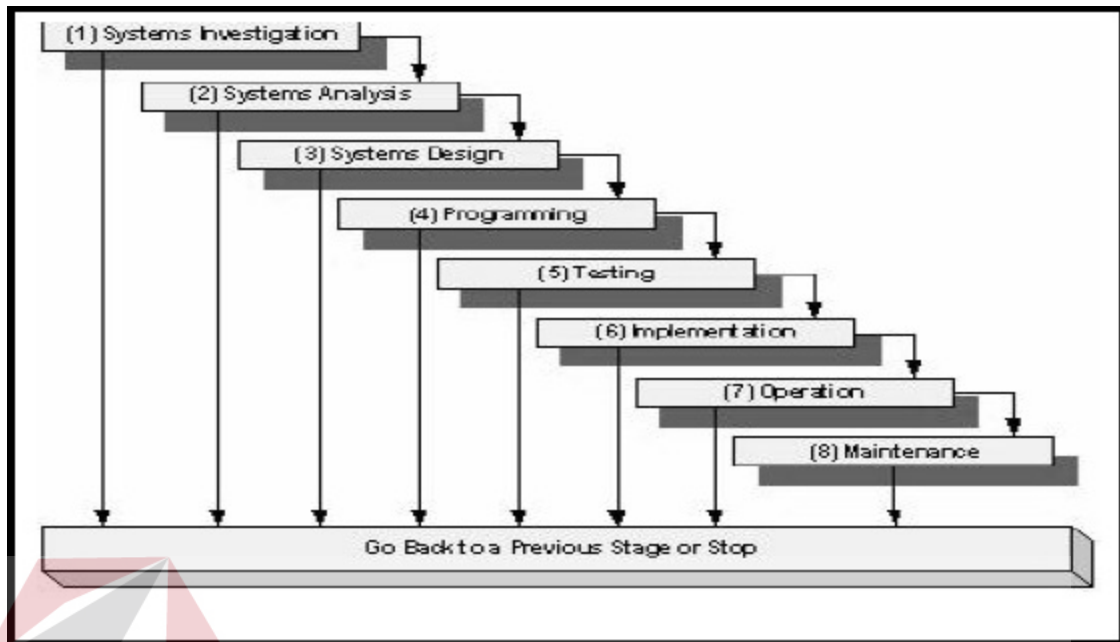 (1) Systems Investigation
(2) Systems Analysis
(3) Systems Design
(4) Programming
(5) Testing
(6) Implementation
(7) Operation
(8) Maintenance
Go Back to a Previous Stage or Stop